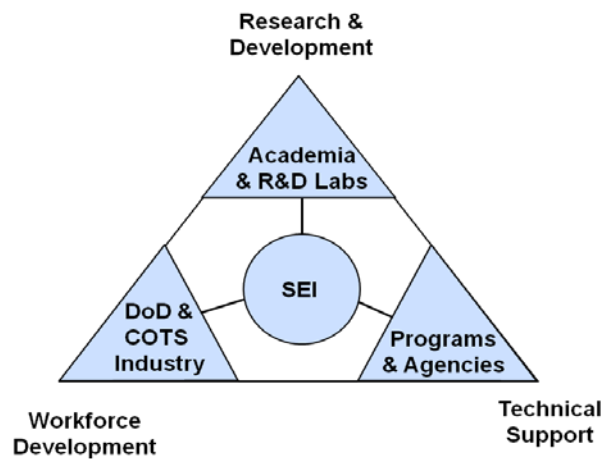 Research &
Development
Academia
& R&D Labs
SEI
DoD &
COTS
Industry
Programs
& Agencies
Workforce
Development
Technical
Support